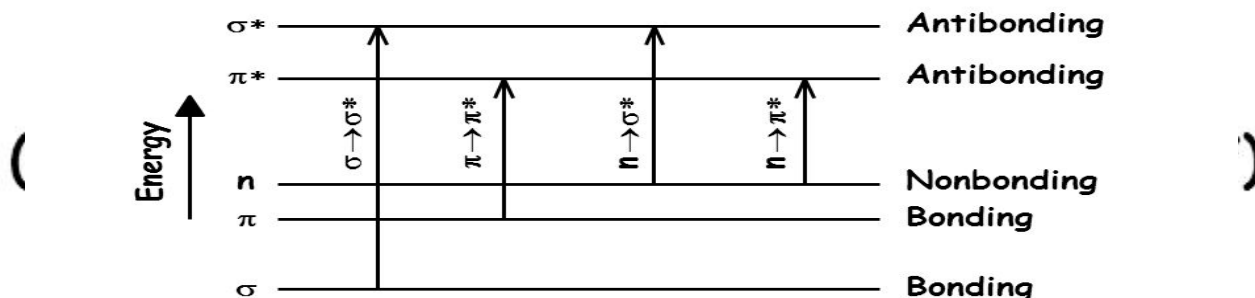 σ* Antibonding
π* Antibonding
Energy
σ→σ*
π→π*
n→σ*
n→π*
n Nonbonding
π Bonding
σ Bonding
( )